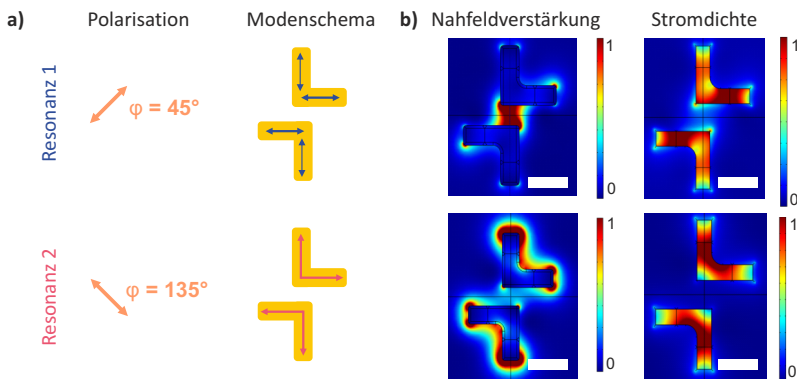 a) Polarisation Modenschema b) Nahfeldverstärkung Stromdichte
Resonanz 1
φ = 45°
1
0
1
0
Resonanz 2
φ = 135°
1
0
1
0